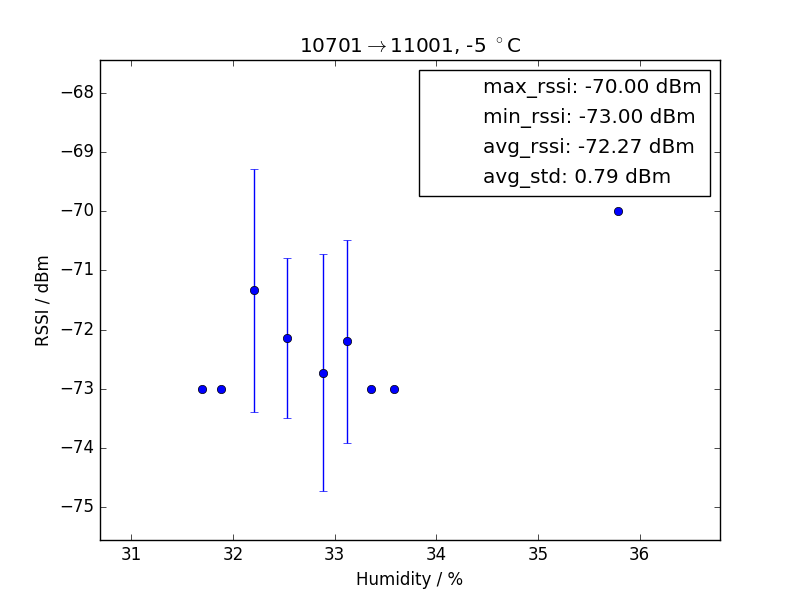 10701→11001, -5 °C
max_rssi: -70.00 dBm
min_rssi: -73.00 dBm
avg_rssi: -72.27 dBm
avg_std: 0.79 dBm
RSSI / dBm
−68
−69
−70
−71
−72
−73
−74
−75
31 32 33 34 35 36
Humidity / %